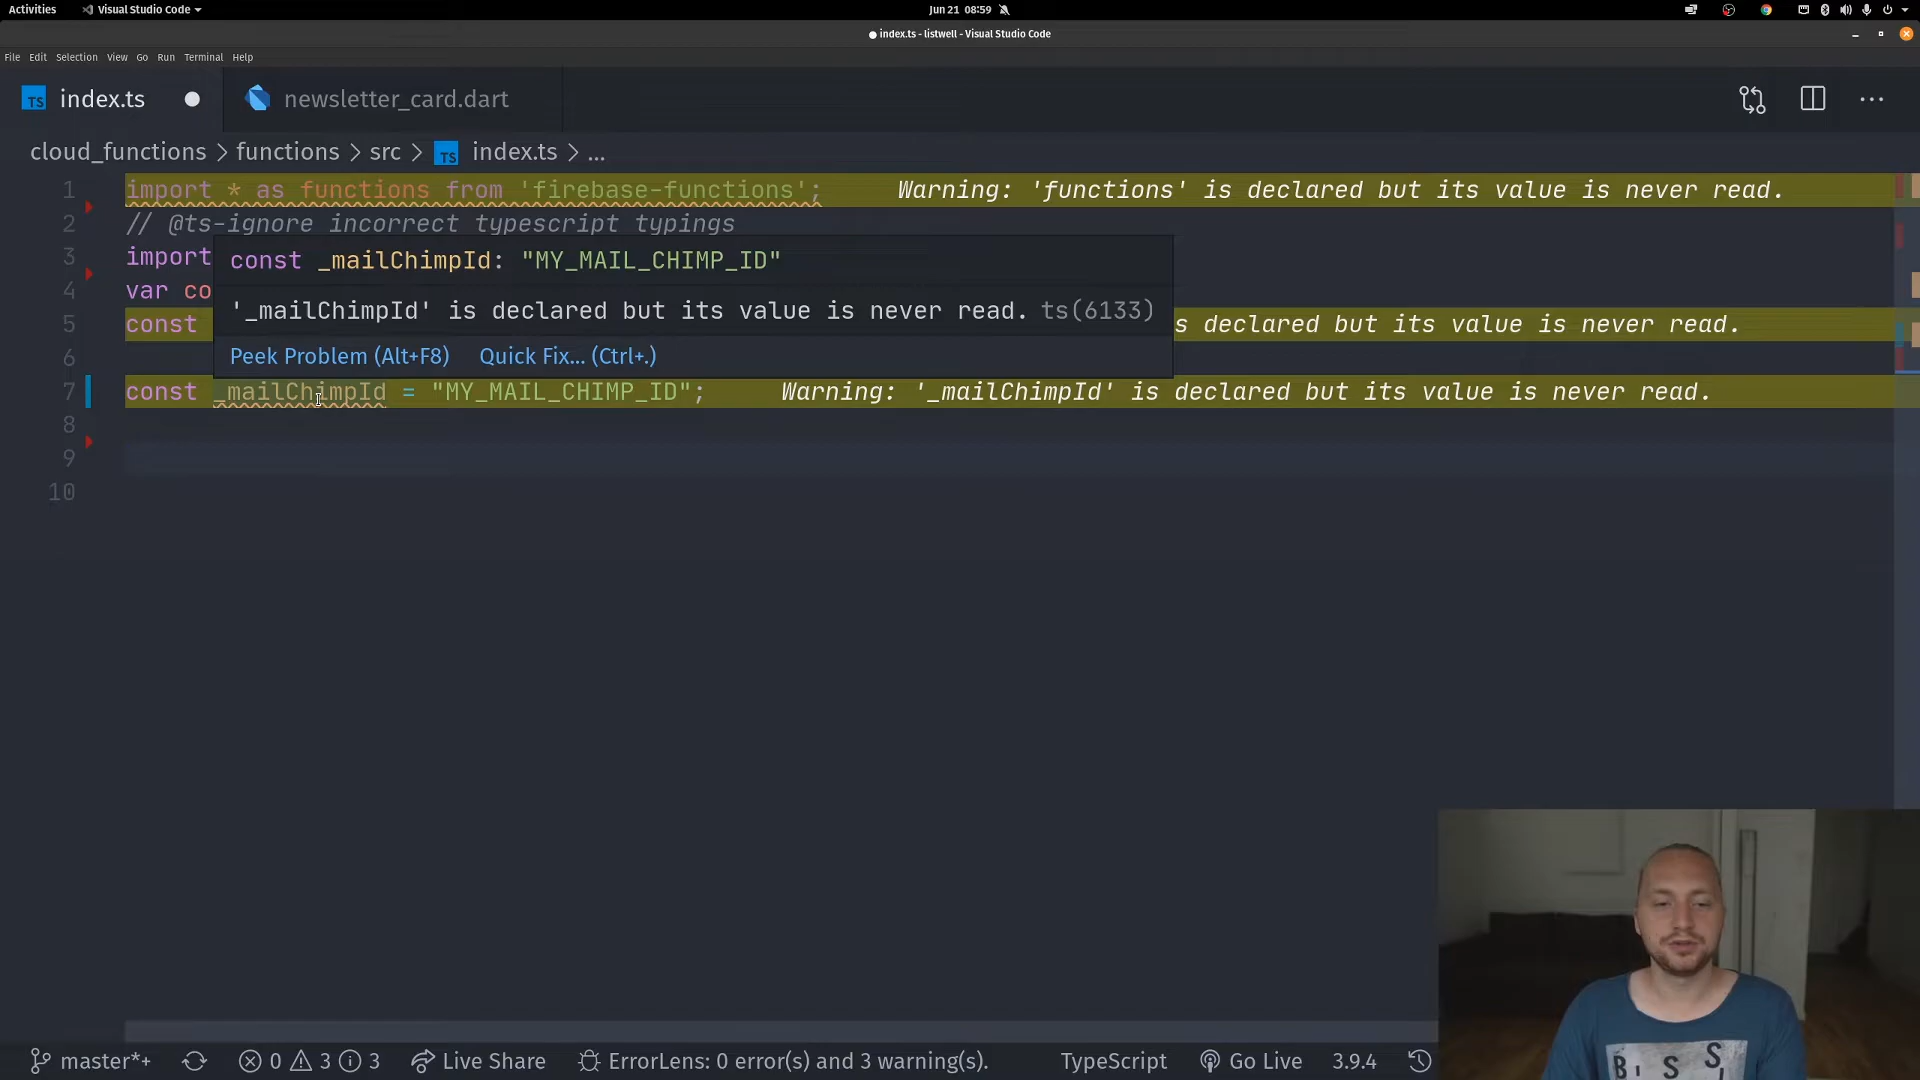 Activities Visual Studio Code Jun 21 08:59
index.ts - listwell - Visual Studio Code
File Edit Selection View Go Run Terminal Help
TS index.ts newsletter_card.dart
cloud_functions > functions > src > TS index.ts > ...
1 import * as functions from 'firebase-functions'; Warning: 'functions' is declared but its value is never read.
2 // @ts-ignore incorrect typescript typings
3 import
4 var co
5 const s declared but its value is never read.
6
7 const _mailChimpId = "MY_MAIL_CHIMP_ID"; Warning: '_mailChimpId' is declared but its value is never read.
8
9
10
const _mailChimpId: "MY_MAIL_CHIMP_ID"
'_mailChimpId' is declared but its value is never read. ts(6133)
Peek Problem (Alt+F8) Quick Fix... (Ctrl+.)
BISSI
master*+ 0 3 3 Live Share ErrorLens: 0 error(s) and 3 warning(s). TypeScript Go Live 3.9.4